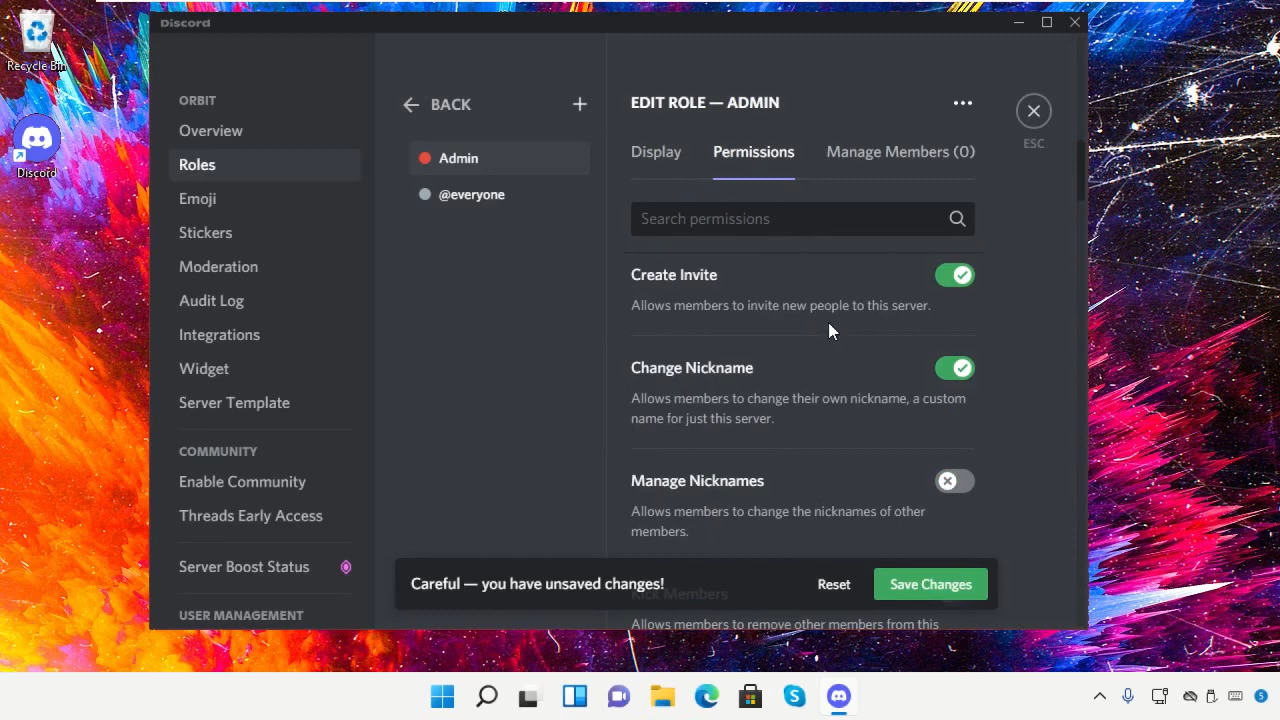 Discord
Recycle Bin
Discord
ORBIT
Overview
Roles
Emoji
Stickers
Moderation
Audit Log
Integrations
Widget
Server Template
COMMUNITY
Enable Community
Threads Early Access
Server Boost Status
USER MANAGEMENT
BACK
Admin
@everyone
EDIT ROLE — ADMIN
Display Permissions Manage Members (0)
ESC
Search permissions
Create Invite
Allows members to invite new people to this server.
Change Nickname
Allows members to change their own nickname, a custom
name for just this server.
Manage Nicknames
Allows members to change the nicknames of other
members.
Kick Members
Careful — you have unsaved changes! Reset Save Changes
Allows members to remove other members from this
5